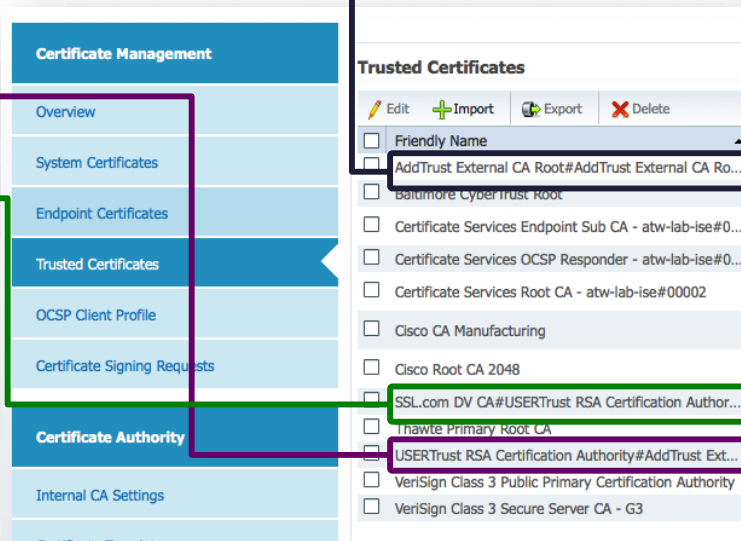 Certificate Management
Overview
System Certificates
Endpoint Certificates
Trusted Certificates
OCSP Client Profile
Certificate Signing Requests
Certificate Authority
Internal CA Settings
Trusted Certificates
Edit Import Export Delete
Friendly Name
AddTrust External CA Root#AddTrust External CA Ro...
Baltimore CyberTrust Root
Certificate Services Endpoint Sub CA - atw-lab-ise#0...
Certificate Services OCSP Responder - atw-lab-ise#0...
Certificate Services Root CA - atw-lab-ise#00002
Cisco CA Manufacturing
Cisco Root CA 2048
SSL.com DV CA#USERTrust RSA Certification Author...
Thawte Primary Root CA
USERTrust RSA Certification Authority#AddTrust Ext...
VeriSign Class 3 Public Primary Certification Authority
VeriSign Class 3 Secure Server CA - G3